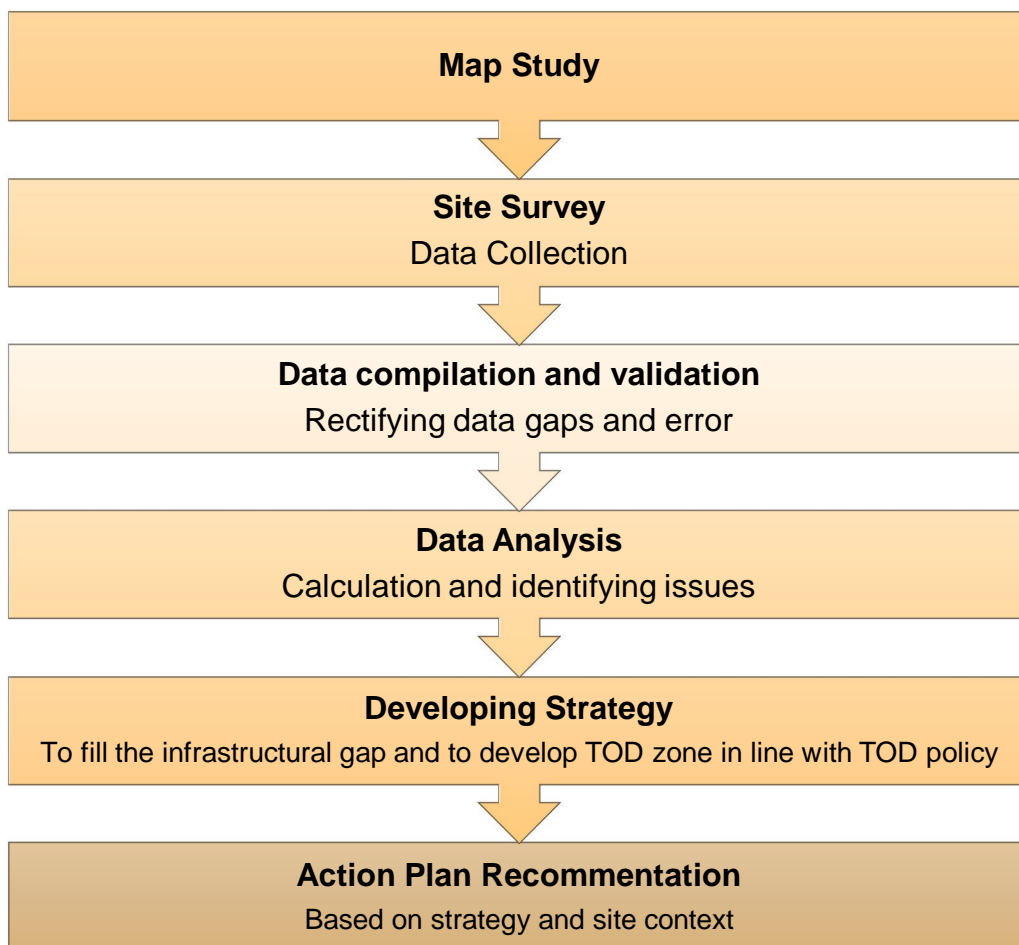 Map Study
Site Survey
Data Collection
Data compilation and validation
Rectifying data gaps and error
Data Analysis
Calculation and identifying issues
Developing Strategy
To fill the infrastructural gap and to develop TOD zone in line with TOD policy
Action Plan Recommentation
Based on strategy and site context